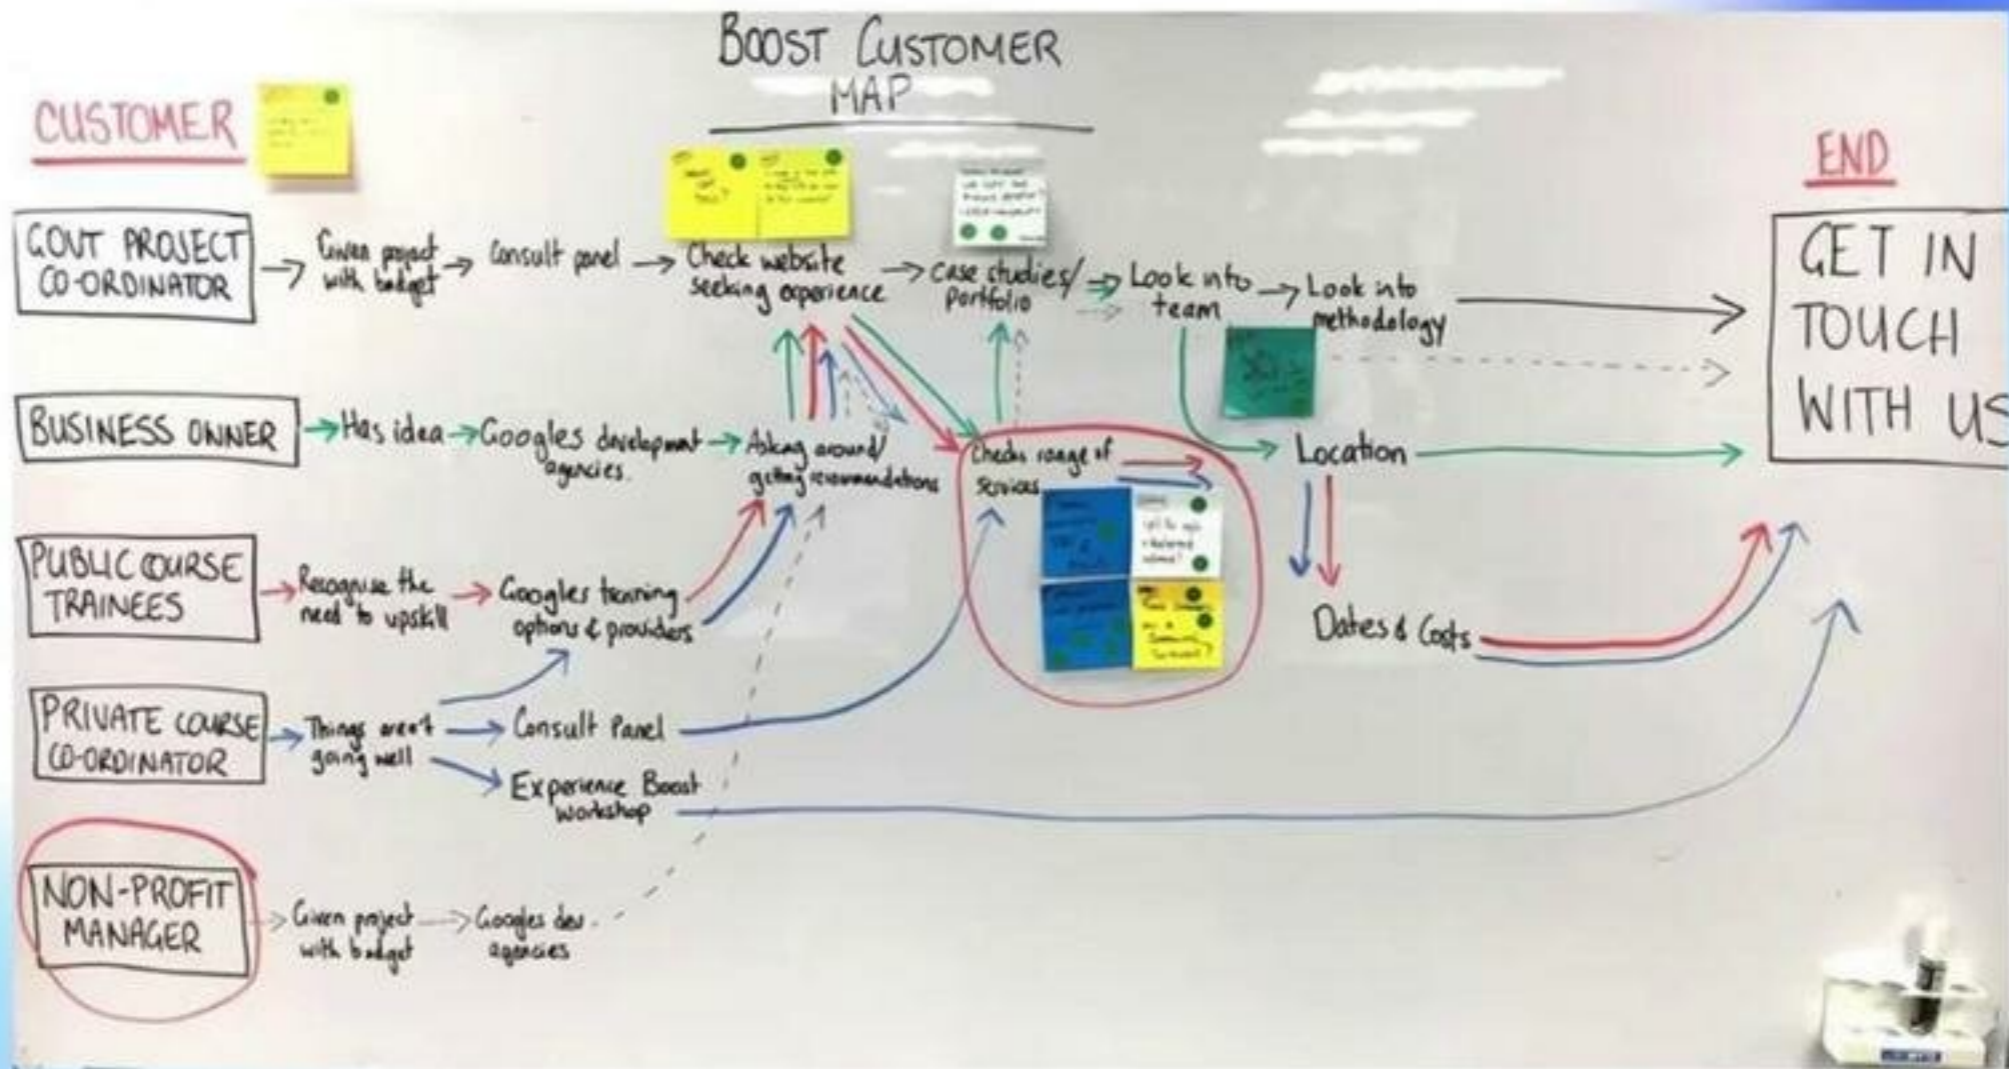 BOOST CUSTOMER
MAP
CUSTOMER
END
GOVT PROJECT
CO-ORDINATOR
Given project
with budget
Consult panel
Check website
seeking experience
case studies/
portfolio
Look into
team
Look into
methodology
GET IN
TOUCH
WITH US
BUSINESS OWNER
Has idea
Googles development
agencies.
Asking around/
getting recommendations
Checks range of
services
Location
PUBLIC COURSE
TRAINEES
Recognise the
need to upskill
Googles training
options & providers
Dates & Costs
PRIVATE COURSE
CO-ORDINATOR
Things aren't
going well
Consult Panel
Experience Boost
workshop
NON-PROFIT
MANAGER
Given project
with budget
Googles dev.
agencies